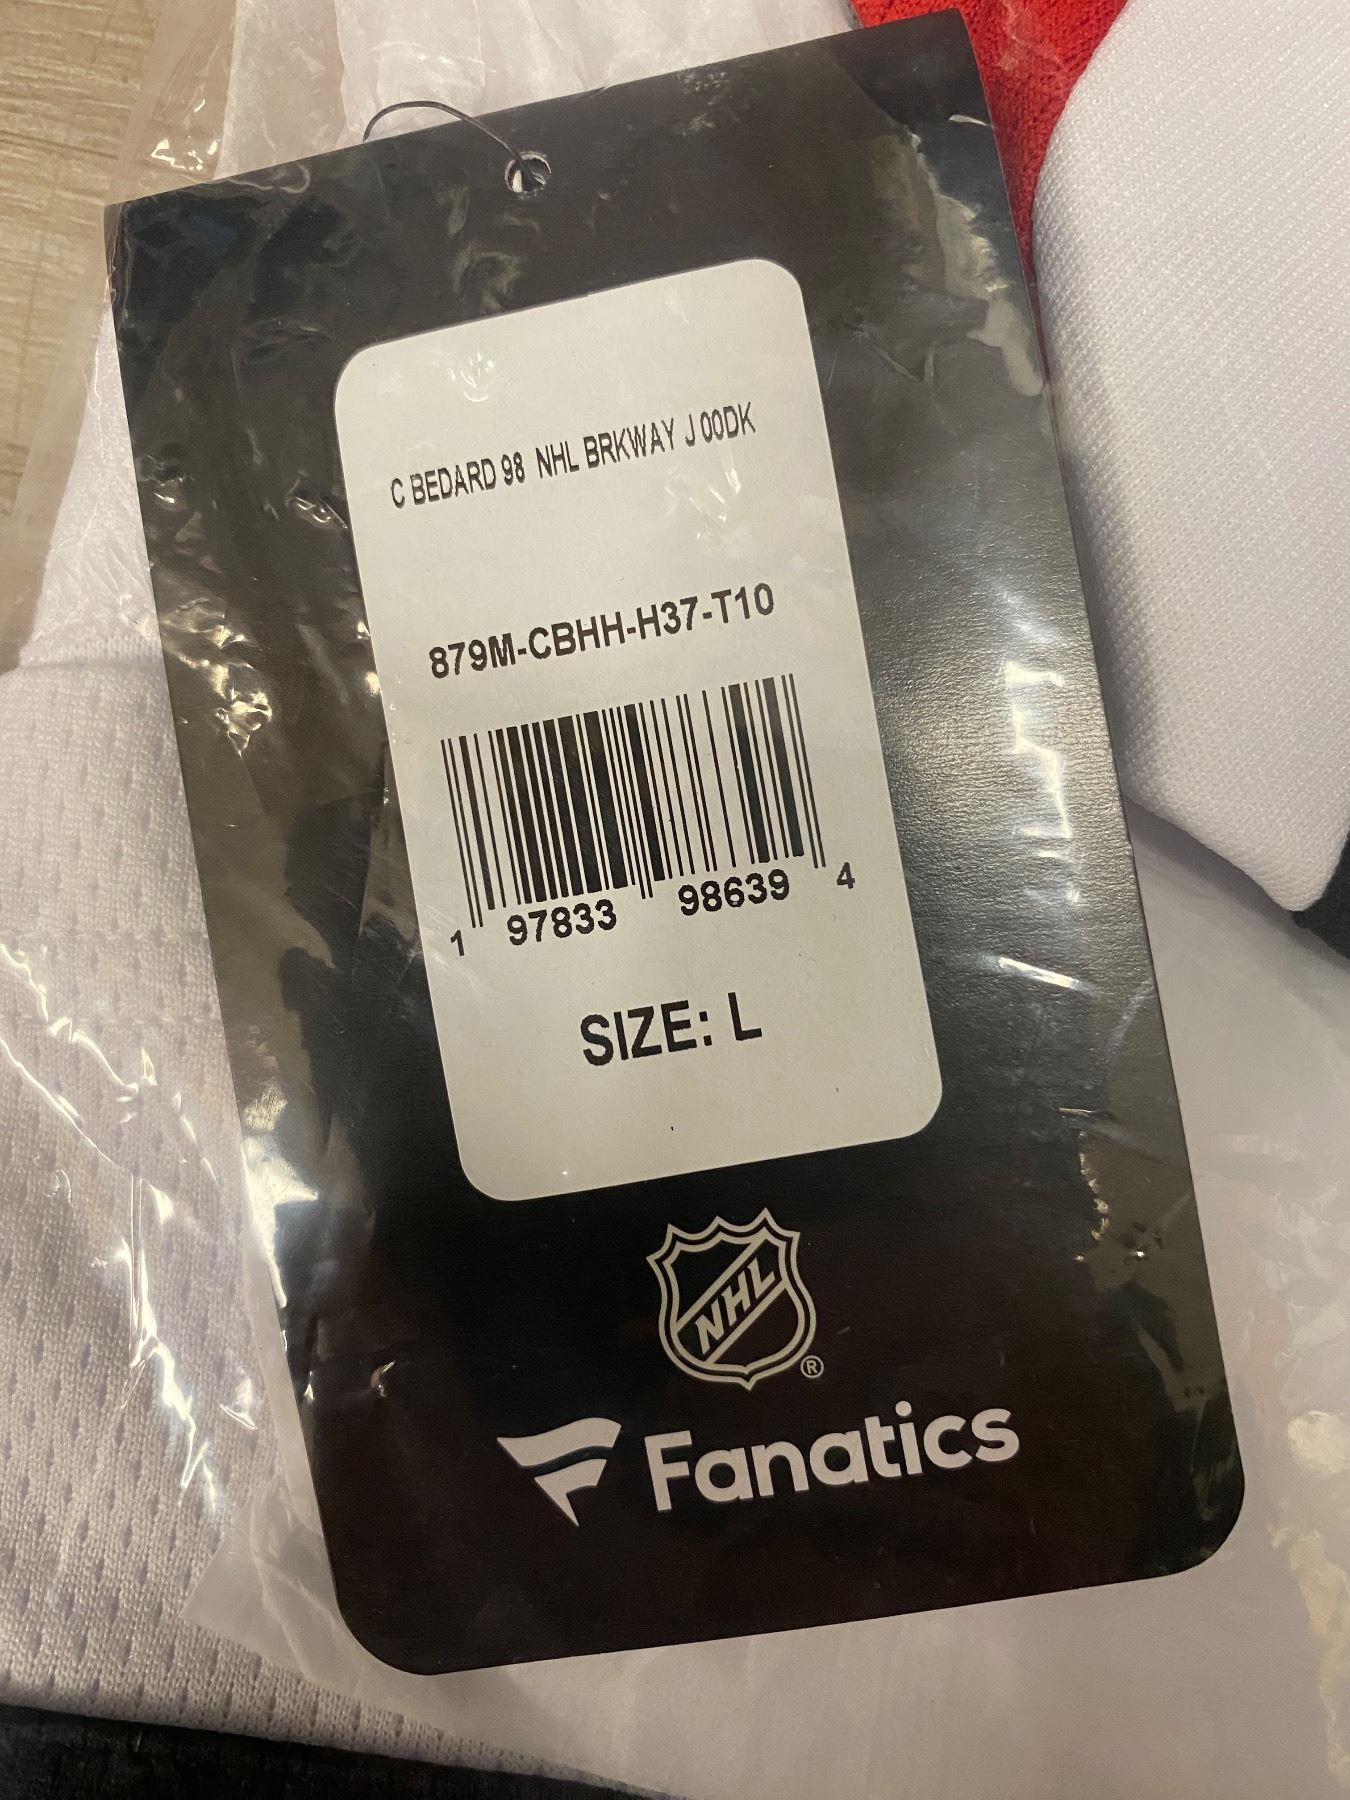 C BEDARD 98 NHL BRKWAY J 00DK
879M-CBHH-H37-T10
1 97833 98639 4
SIZE: L
NHL
®
Fanatics